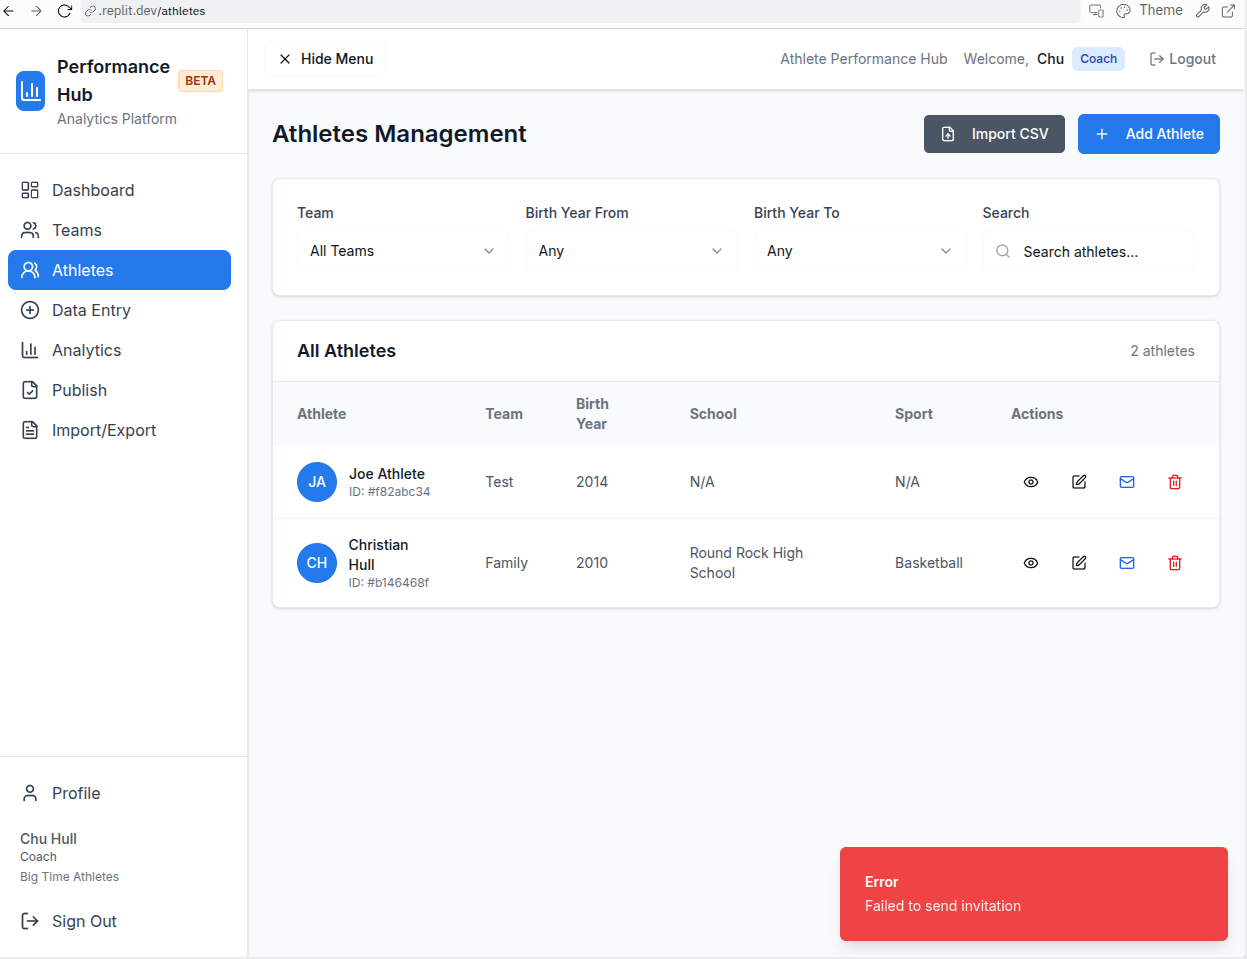 .replit.dev/athletes
Theme
Performance
Hub
BETA
Analytics Platform
Hide Menu
Athlete Performance Hub
Welcome, Chu
Coach
Logout
Dashboard
Teams
Athletes
Data Entry
Analytics
Publish
Import/Export
Profile
Chu Hull
Coach
Big Time Athletes
Sign Out
Athletes Management
Import CSV
Add Athlete
Team
Birth Year From
Birth Year To
Search
All Teams
Any
Any
Search athletes...
All Athletes
2 athletes
Athlete
Team
Birth
Year
School
Sport
Actions
JA
Joe Athlete
ID: #f82abc34
Test
2014
N/A
N/A
CH
Christian
Hull
ID: #b146468f
Family
2010
Round Rock High
School
Basketball
Error
Failed to send invitation